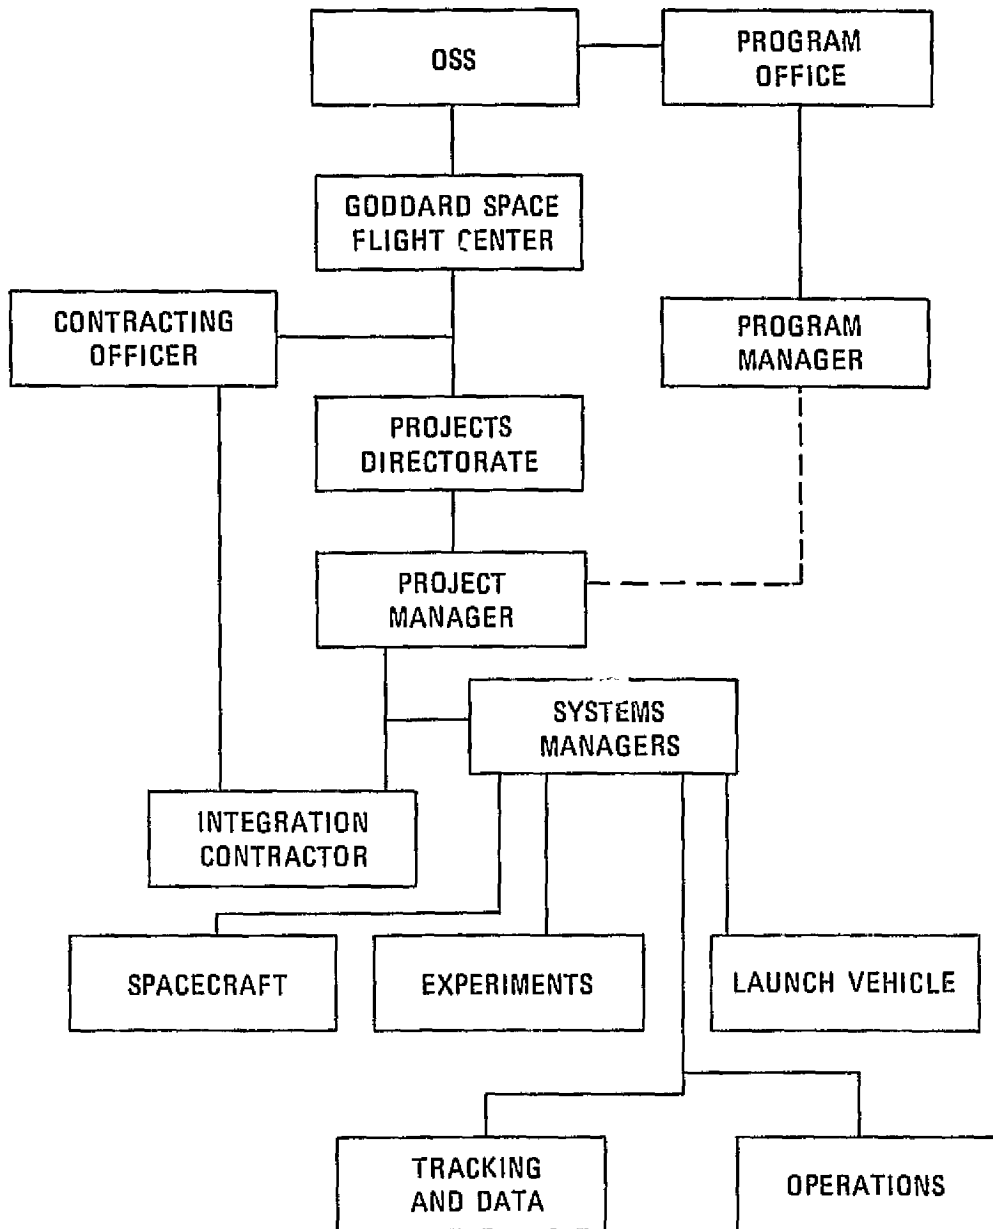 OSS
PROGRAM
OFFICE
GODDARD SPACE
FLIGHT CENTER
CONTRACTING
OFFICER
PROGRAM
MANAGER
PROJECTS
DIRECTORATE
PROJECT
MANAGER
SYSTEMS
MANAGERS
INTEGRATION
CONTRACTOR
SPACECRAFT
EXPERIMENTS
LAUNCH VEHICLE
TRACKING
AND DATA
OPERATIONS